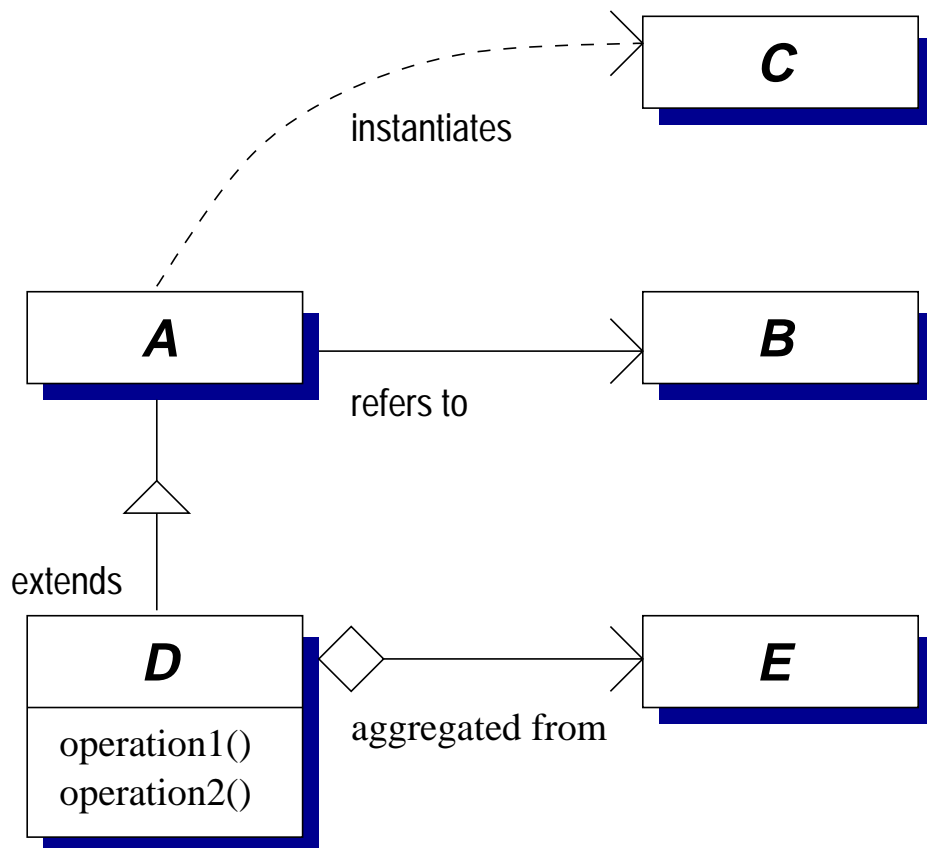 C
instantiates
A
B
refers to
extends
D
E
aggregated from
operation1()
operation2()